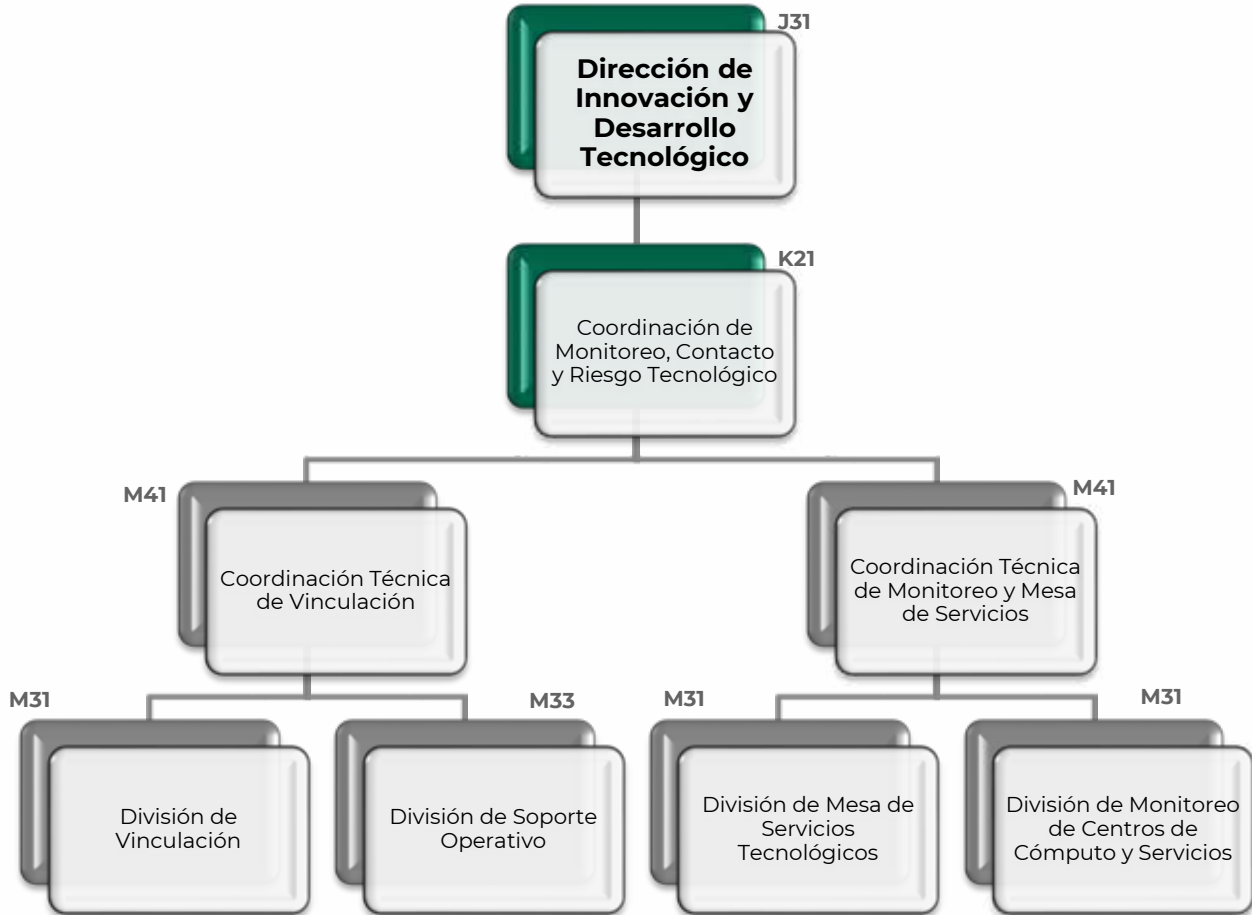 J31
Dirección de
Innovación y
Desarrollo
Tecnológico
K21
Coordinación de
Monitoreo, Contacto
y Riesgo Tecnológico
M41
Coordinación Técnica
de Vinculación
M41
Coordinación Técnica
de Monitoreo y Mesa
de Servicios
M31
División de
Vinculación
M33
División de Soporte
Operativo
M31
División de Mesa de
Servicios
Tecnológicos
M31
División de Monitoreo
de Centros de
Cómputo y Servicios